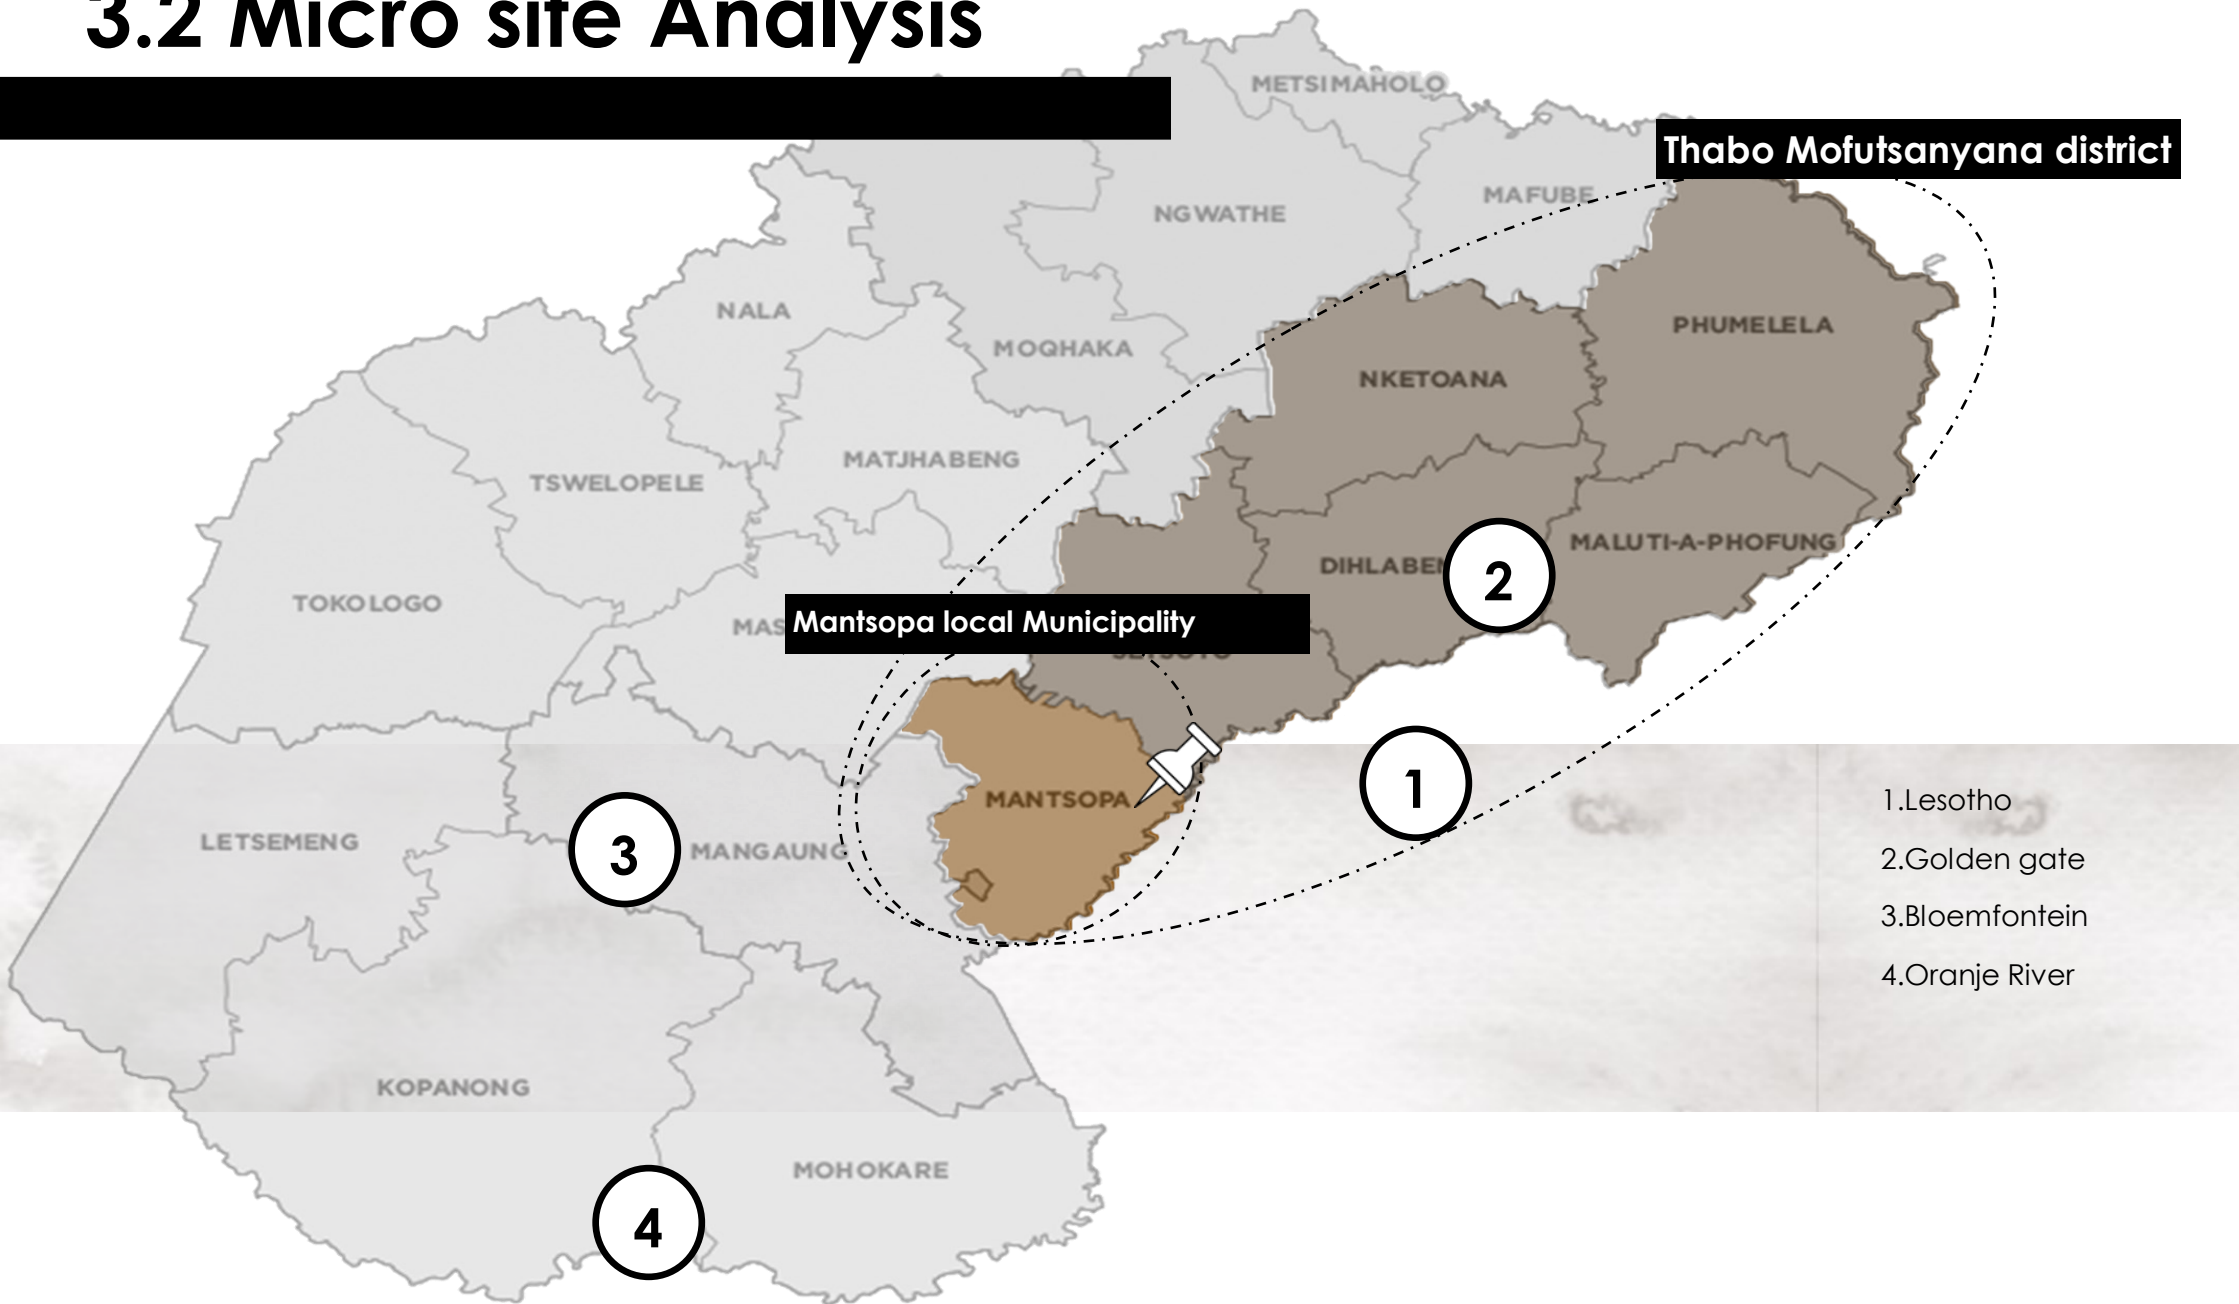 3.2 Micro site Analysis
METSIMAHOLO
Thabo Mofutsanyana district
MAFUBE
NGWATHE
NALA
PHUMELELA
MOQHAKA
NKETOANA
MATJHABENG
TSWELOPELE
MALUTI-A-PHOFUNG
2
TOKOLOGO
Mantsopa local Municipality
1
MANTSOPA
1.Lesotho
LETSEMENG
3
MANGAUNG
2.Golden gate
3.Bloemfontein
4.Oranje River
KOPANONG
MOHOKARE
4